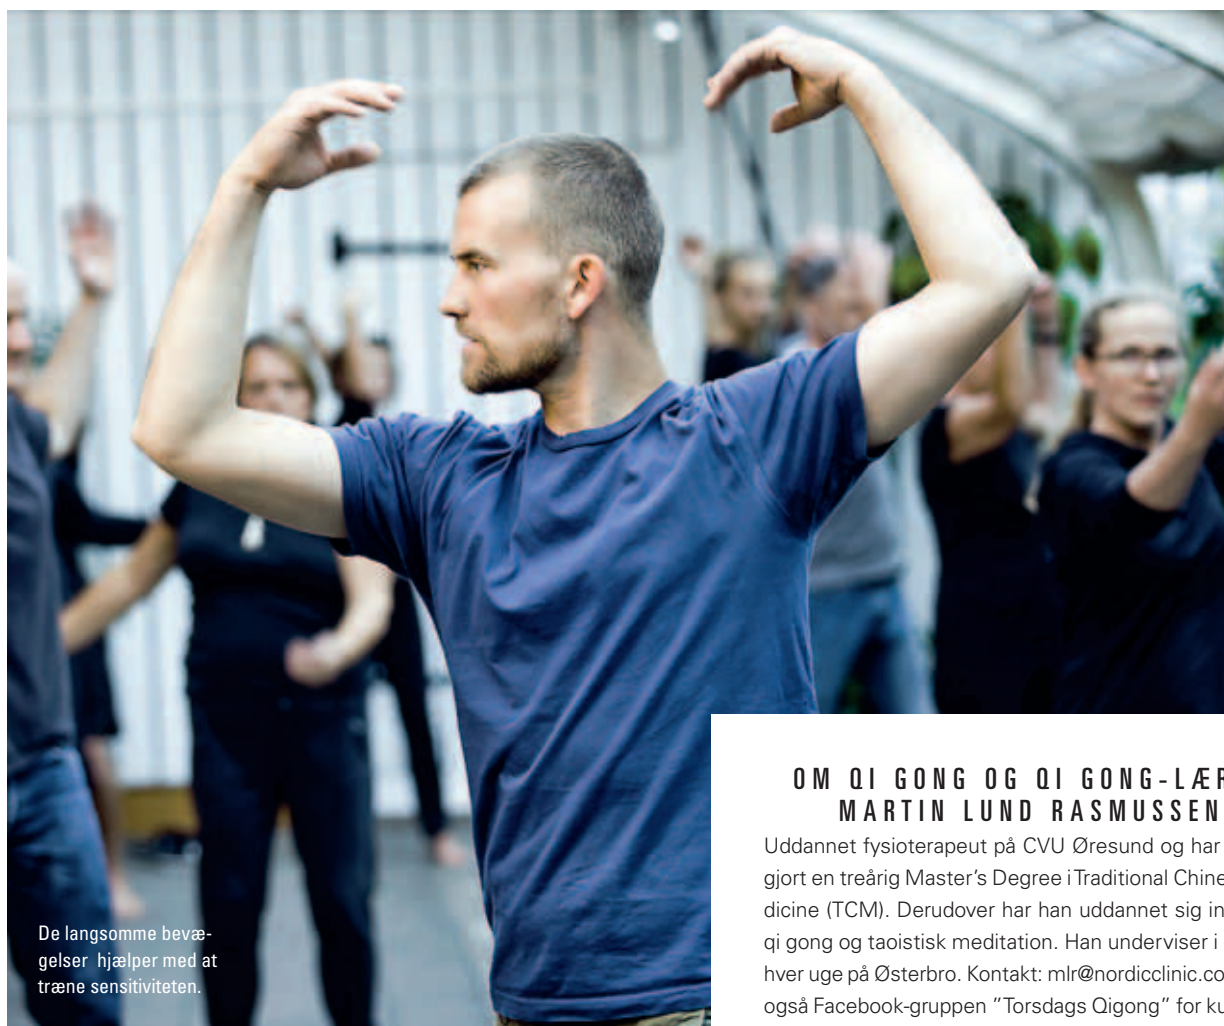 De langsomme bevæ-
gelser hjælper med at
træne sensitiviteten.
OM QI GONG OG QI GONG-LÆR
MARTIN LUND RASMUSSEN
Uddannet fysioterapeut på CVU Øresund og har
gjort en treårig Master's Degree i Traditional Chine
dicine (TCM). Derudover har han uddannet sig in
qi gong og taoistisk meditation. Han underviser i
hver uge på Østerbro. Kontakt: mlr@nordicclinic.co
også Facebook-gruppen ”Torsdags Qigong” for ku